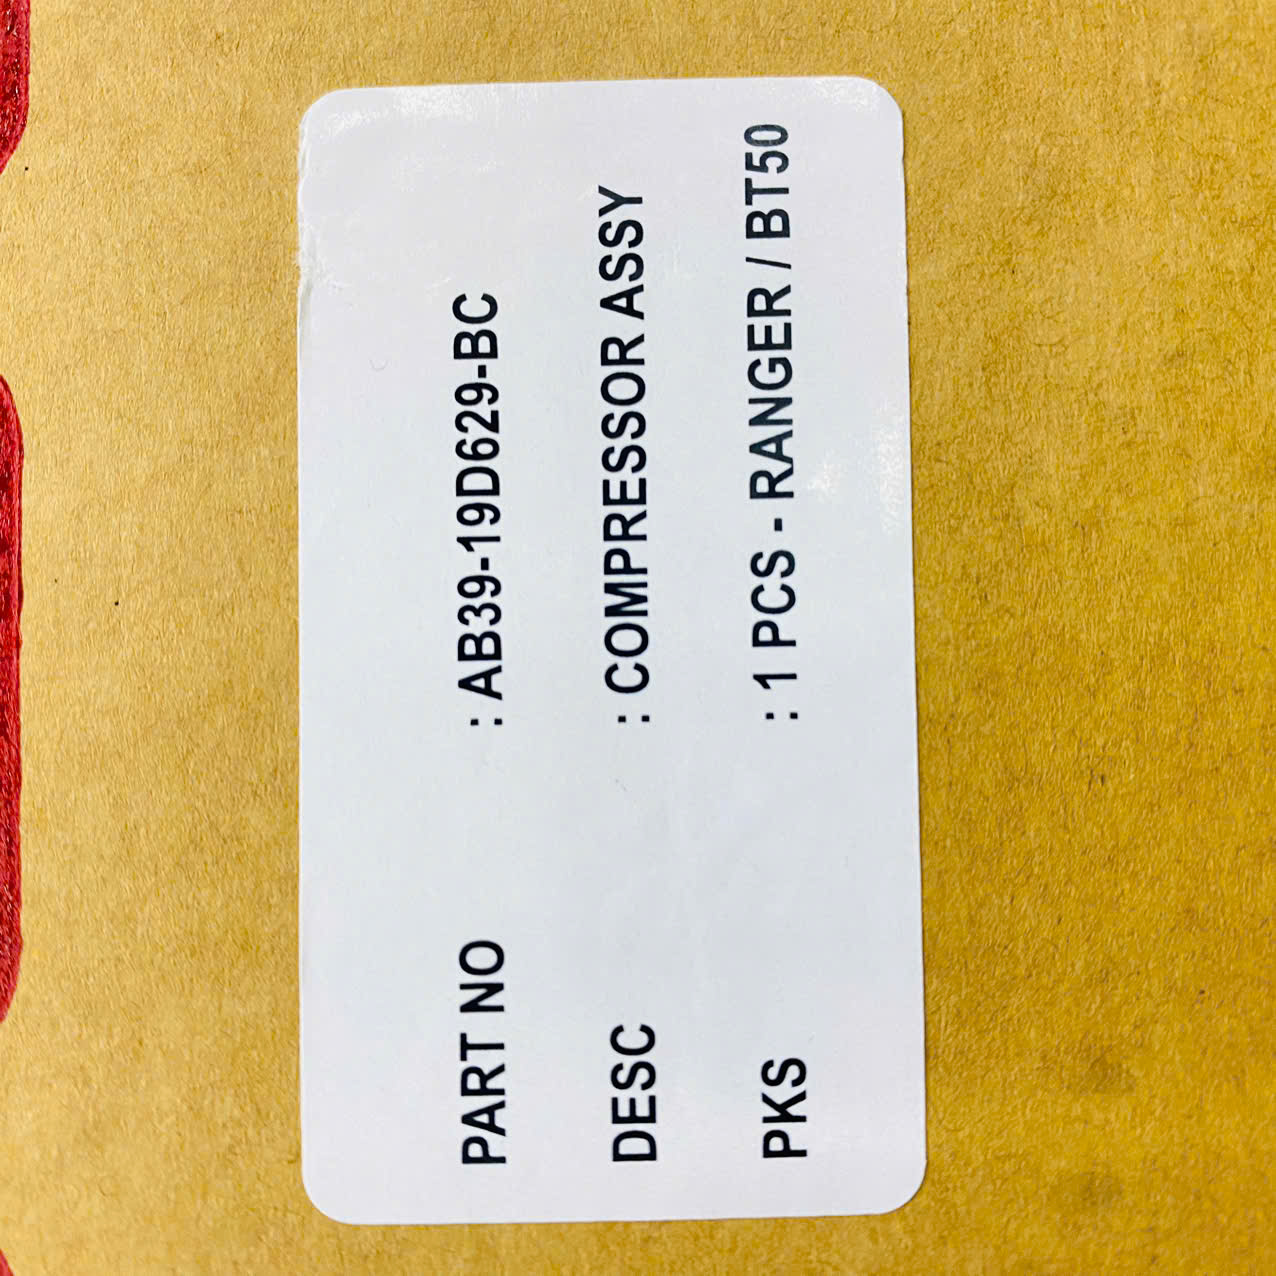 PART NO : AB39-19D629-BC
DESC : COMPRESSOR ASSY
PKS : 1 PCS - RANGER / BT50